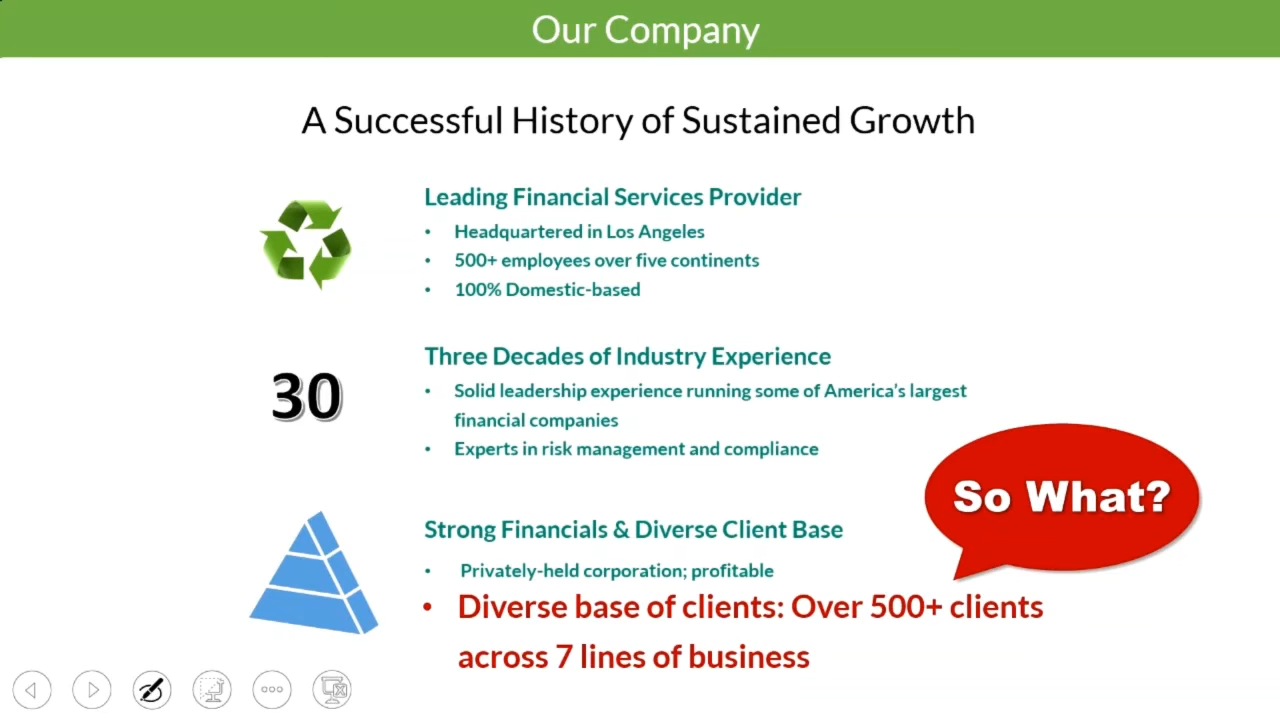 Our Company
A Successful History of Sustained Growth
Leading Financial Services Provider
• Headquartered in Los Angeles
• 500+ employees over five continents
• 100% Domestic-based
30
Three Decades of Industry Experience
• Solid leadership experience running some of America’s largest
financial companies
• Experts in risk management and compliance
So What?
Strong Financials & Diverse Client Base
• Privately-held corporation; profitable
• Diverse base of clients: Over 500+ clients
across 7 lines of business